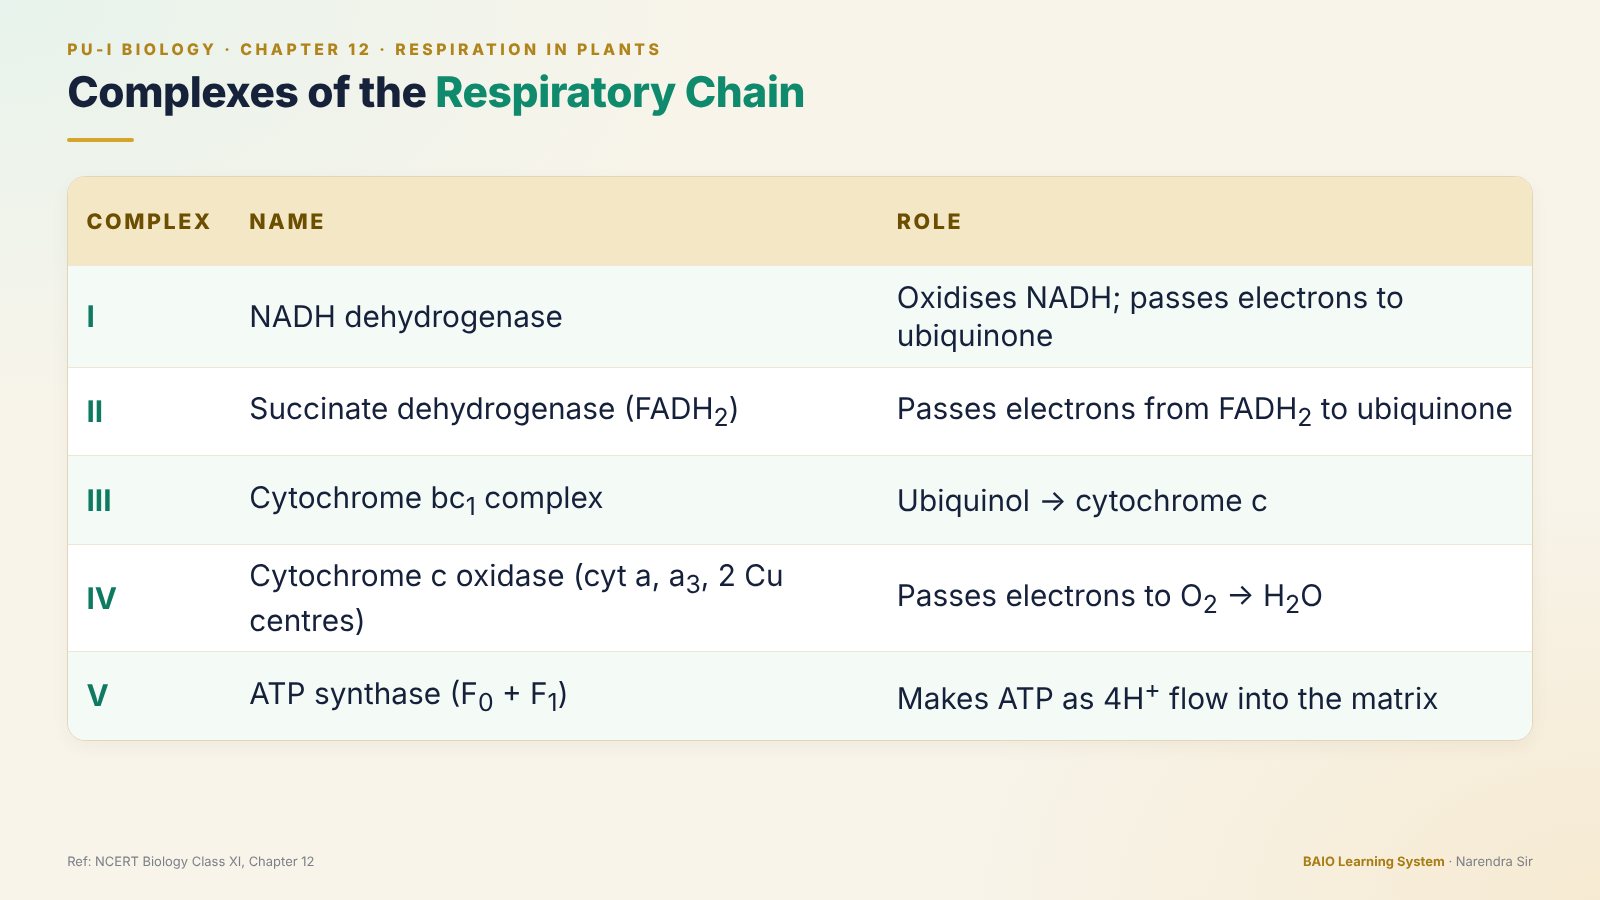 PU-I BIOLOGY · CHAPTER 12 · RESPIRATION IN PLANTS
Complexes of the Respiratory Chain
COMPLEX NAME ROLE
I NADH dehydrogenase Oxidises NADH; passes electrons to
ubiquinone
II Succinate dehydrogenase (FADH₂) Passes electrons from FADH₂ to ubiquinone
III Cytochrome bc₁ complex Ubiquinol → cytochrome c
IV Cytochrome c oxidase (cyt a, a₃, 2 Cu
centres) Passes electrons to O₂ → H₂O
V ATP synthase (F₀ + F₁) Makes ATP as 4H⁺ flow into the matrix
Ref: NCERT Biology Class XI, Chapter 12
BAIO Learning System · Narendra Sir